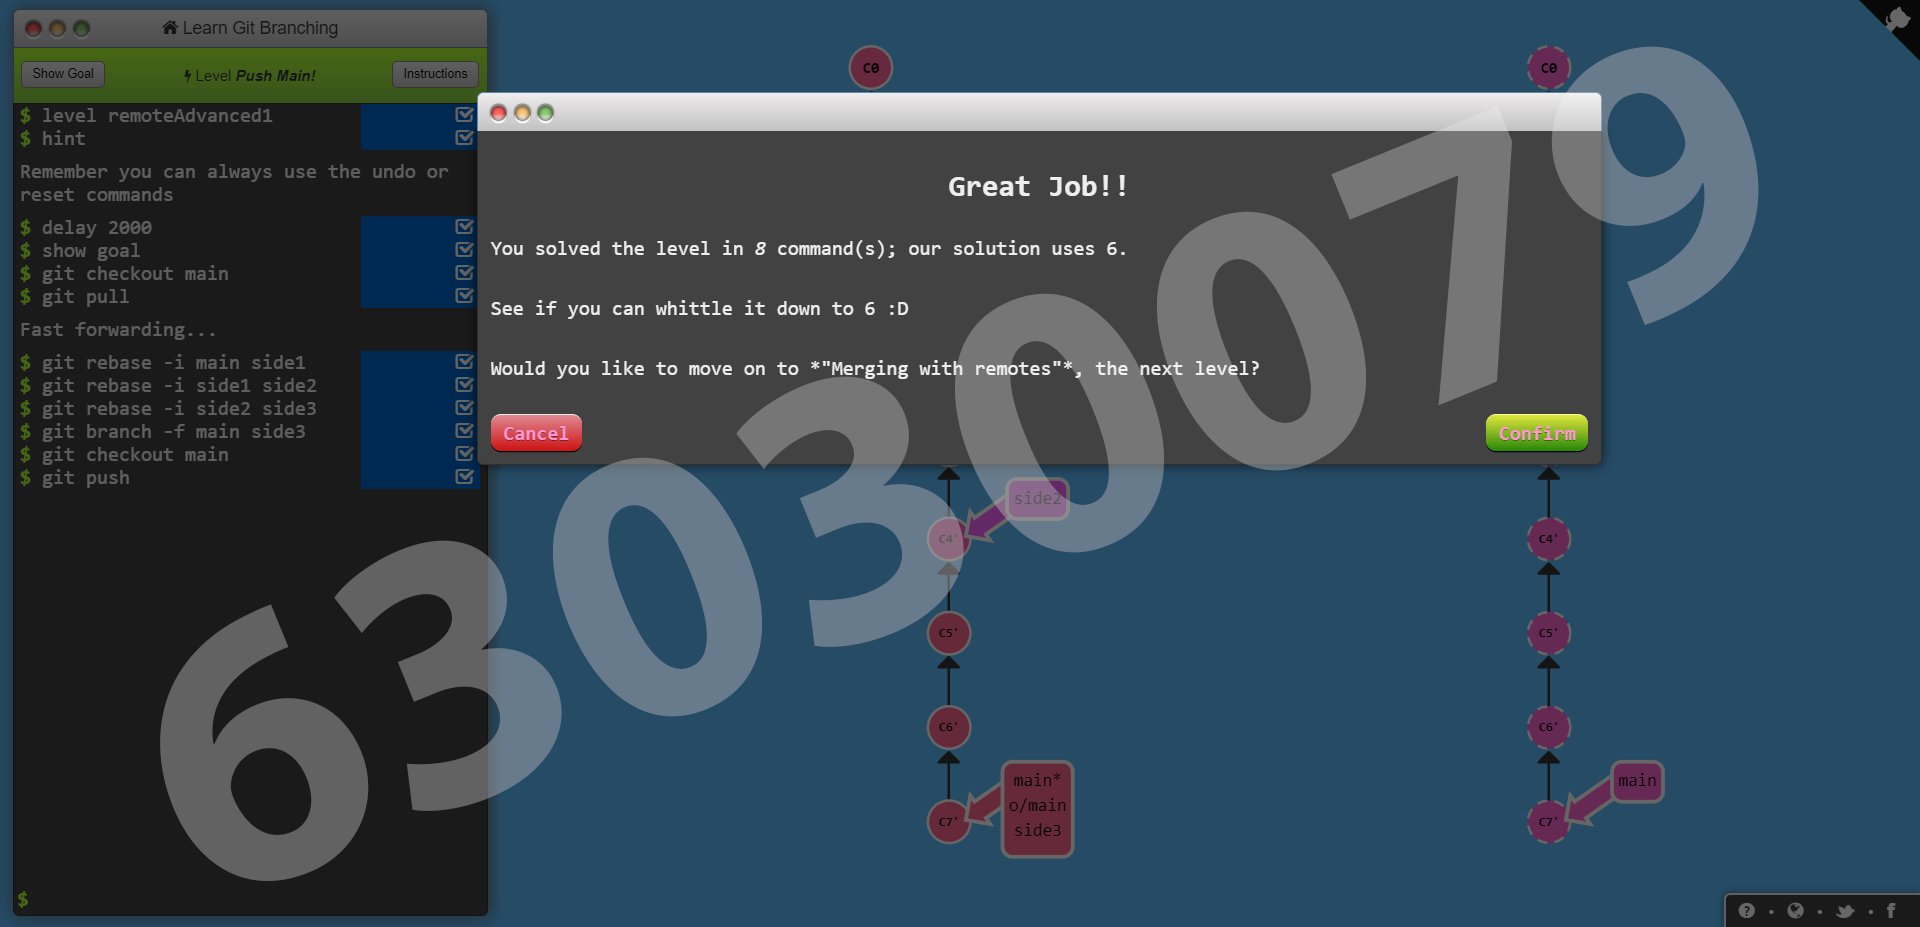 Learn Git Branching
Show Goal
Level Push Main!
Instructions
$ level remoteAdvanced1
$ hint
Remember you can always use the undo or
reset commands
$ delay 2000
$ show goal
$ git checkout main
$ git pull
Fast forwarding...
$ git rebase -i main side1
$ git rebase -i side1 side2
$ git rebase -i side2 side3
$ git branch -f main side3
$ git checkout main
$ git push
$
C0
C0
Great Job!!
You solved the level in 8 command(s); our solution uses 6.
See if you can whittle it down to 6 :D
Would you like to move on to *"Merging with remotes"*, the next level?
Cancel
Confirm
side2
C4'
C4'
C5'
C5'
C6'
C6'
main*
o/main
side3
C7'
main
C7'
630300079